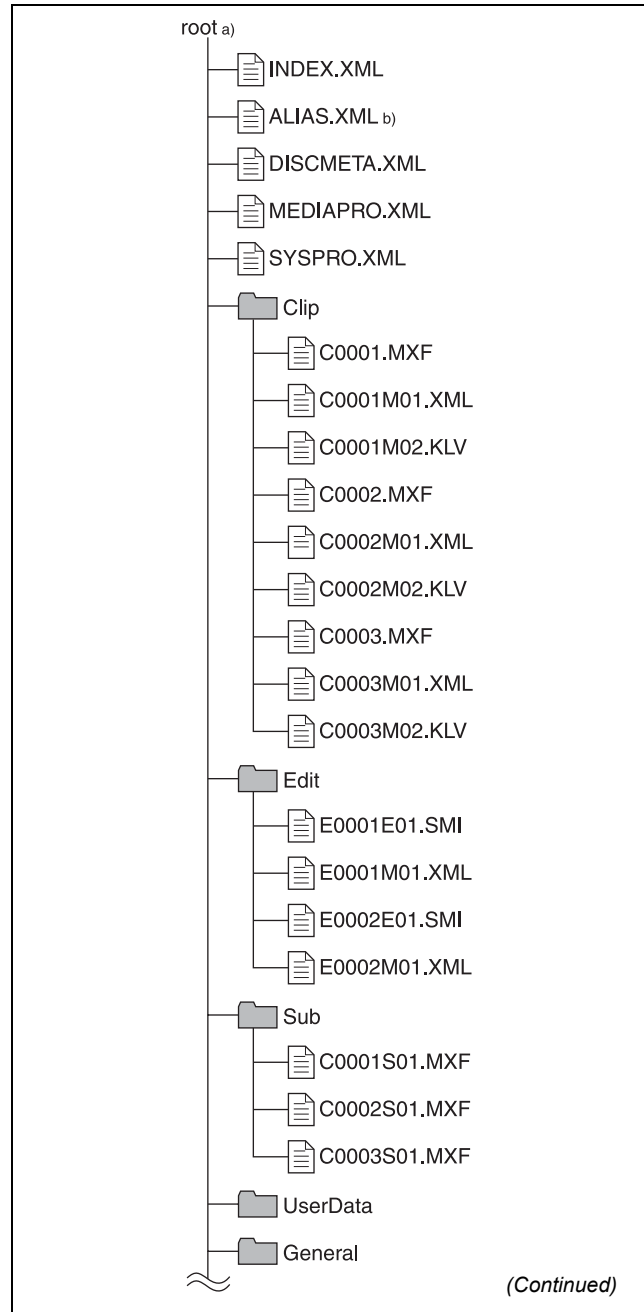 root a)
INDEX.XML
ALIAS.XML b)
DISCMETA.XML
MEDIAPRO.XML
SYSPRO.XML
Clip
C0001.MXF
C0001M01.XML
C0001M02.KLV
C0002.MXF
C0002M01.XML
C0002M02.KLV
C0003.MXF
C0003M01.XML
C0003M02.KLV
Edit
E0001E01.SMI
E0001M01.XML
E0002E01.SMI
E0002M01.XML
Sub
C0001S01.MXF
C0002S01.MXF
C0003S01.MXF
UserData
General
(Continued)